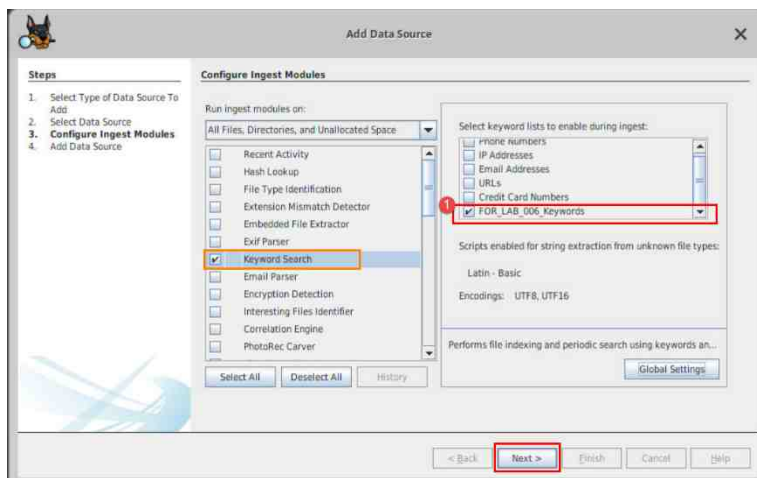 Add Data Source
Steps
1. Select Type of Data Source To
Add
2. Select Data Source
3. Configure Ingest Modules
4. Add Data Source
Configure Ingest Modules
Run ingest modules on:
All Files, Directories, and Unallocated Space
Recent Activity
Hash Lookup
File Type Identification
Extension Mismatch Detector
Embedded File Extractor
Exif Parser
Keyword Search
Email Parser
Encryption Detection
Interesting Files Identifier
Correlation Engine
PhotoRec Carver
Select All
Deselect All
History
Select keyword lists to enable during ingest:
Phone Numbers
IP Addresses
Email Addresses
URLs
Credit Card Numbers
1
FOR_LAB_006_Keywords
Scripts enabled for string extraction from unknown file types:
Latin - Basic
Encodings: UTF8, UTF16
Performs file indexing and periodic search using keywords an...
Global Settings
< Back
Next >
Finish
Cancel
Help